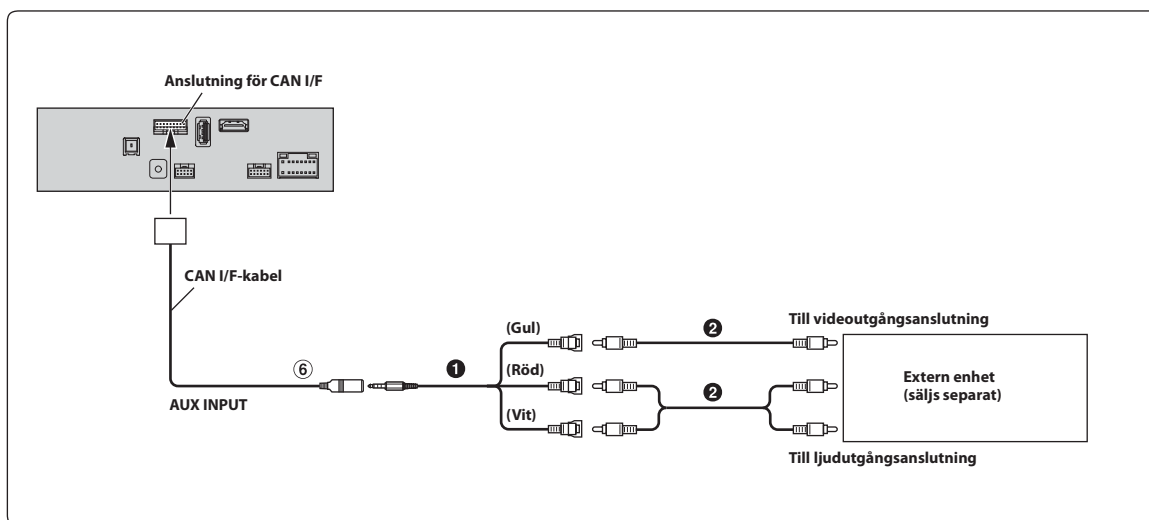 Anslutning för CAN I/F
CAN I/F-kabel
⑥
AUX INPUT
❶
(Gul)
(Röd)
(Vit)
❷
❷
Till videoutgångsanslutning
Extern enhet
(säljs separat)
Till ljudutgångsanslutning